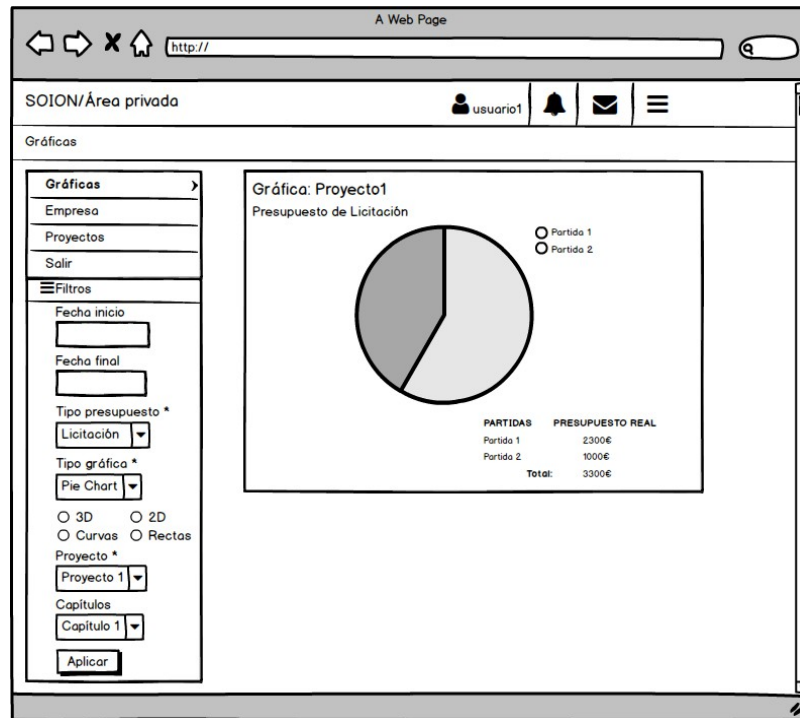 A Web Page
http://
SOION/Área privada
usuario1
Gráficas
Gráficas
Empresa
Proyectos
Salir
Filtros
Fecha inicio
Fecha final
Tipo presupuesto *
Licitación
Tipo gráfica *
Pie Chart
3D 2D
Curvas Rectas
Proyecto *
Proyecto 1
Capítulos
Capítulo 1
Aplicar
Gráfica: Proyecto1
Presupuesto de Licitación
Partida 1
Partida 2
PARTIDAS PRESUPUESTO REAL
Partida 1 2300€
Partida 2 1000€
Total: 3300€